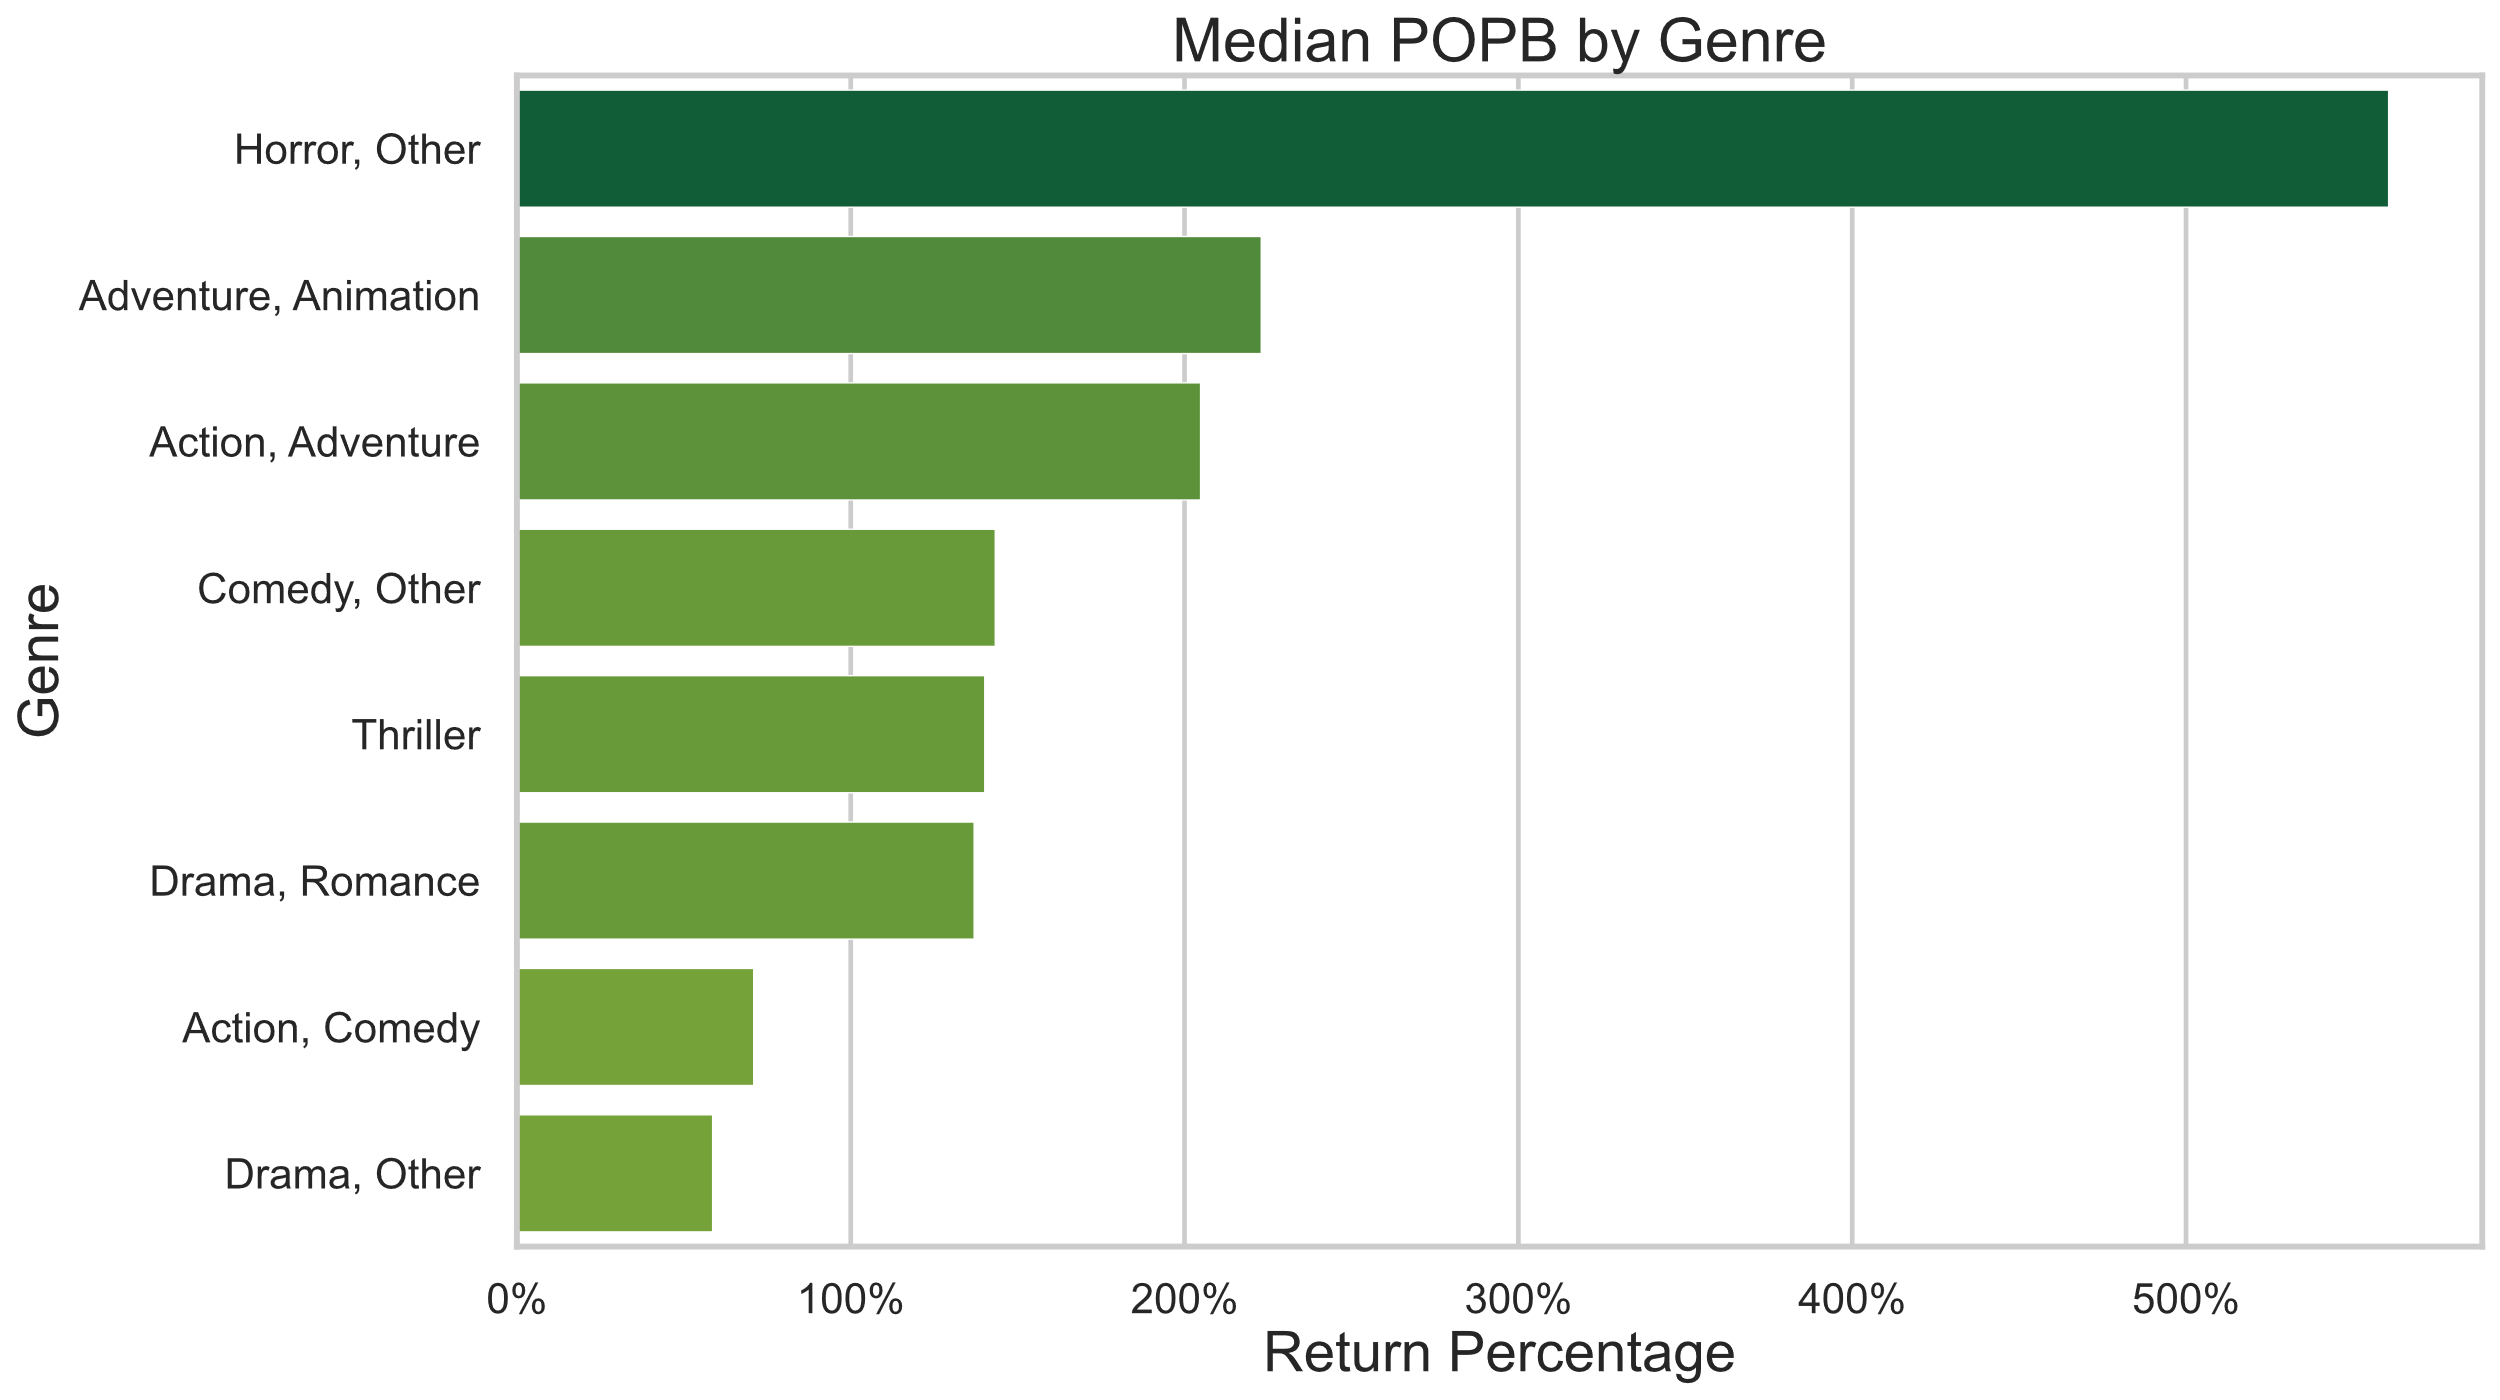 Median POPB by Genre
Genre
Horror, Other
Adventure, Animation
Action, Adventure
Comedy, Other
Thriller
Drama, Romance
Action, Comedy
Drama, Other
0% 100% 200% 300% 400% 500%
Return Percentage